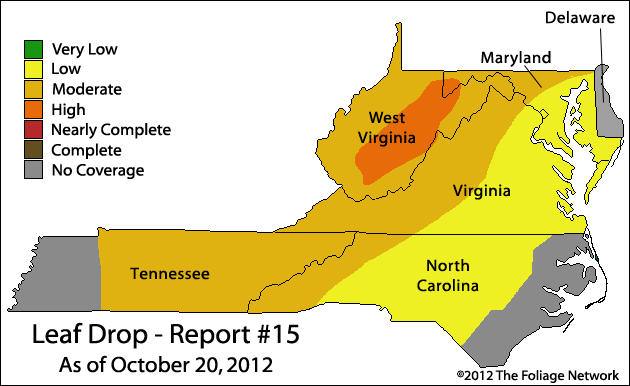 Very Low
Low
Moderate
High
Nearly Complete
Complete
No Coverage
Delaware
Maryland
West
Virginia
Virginia
Tennessee
North
Carolina
Leaf Drop - Report #15
As of October 20, 2012
©2012 The Foliage Network